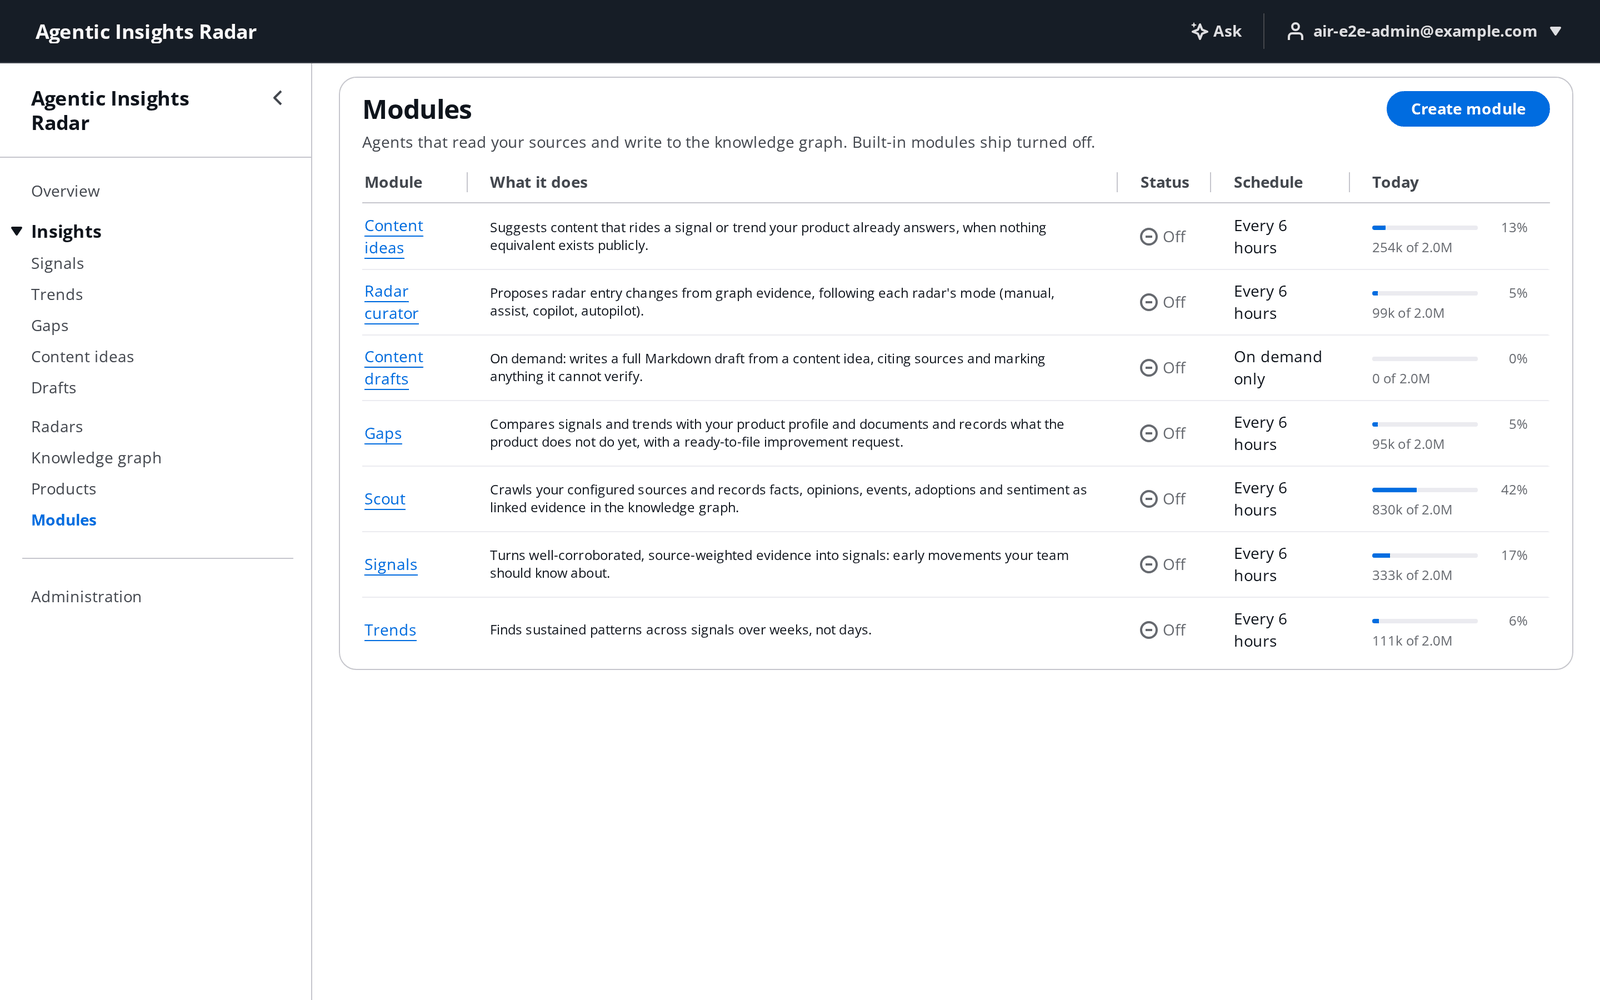 Agentic Insights Radar
Ask
air-e2e-admin@example.com
Agentic Insights
Radar
Overview
Insights
Signals
Trends
Gaps
Content ideas
Drafts
Radars
Knowledge graph
Products
Modules
Administration
Modules
Create module
Agents that read your sources and write to the knowledge graph. Built-in modules ship turned off.
Module
What it does
Status
Schedule
Today
Content
ideas
Suggests content that rides a signal or trend your product already answers, when nothing
equivalent exists publicly.
Off
Every 6
hours
13%
254k of 2.0M
Radar
curator
Proposes radar entry changes from graph evidence, following each radar's mode (manual,
assist, copilot, autopilot).
Off
Every 6
hours
5%
99k of 2.0M
Content
drafts
On demand: writes a full Markdown draft from a content idea, citing sources and marking
anything it cannot verify.
Off
On demand
only
0%
0 of 2.0M
Gaps
Compares signals and trends with your product profile and documents and records what the
product does not do yet, with a ready-to-file improvement request.
Off
Every 6
hours
5%
95k of 2.0M
Scout
Crawls your configured sources and records facts, opinions, events, adoptions and sentiment as
linked evidence in the knowledge graph.
Off
Every 6
hours
42%
830k of 2.0M
Signals
Turns well-corroborated, source-weighted evidence into signals: early movements your team
should know about.
Off
Every 6
hours
17%
333k of 2.0M
Trends
Finds sustained patterns across signals over weeks, not days.
Off
Every 6
hours
6%
111k of 2.0M